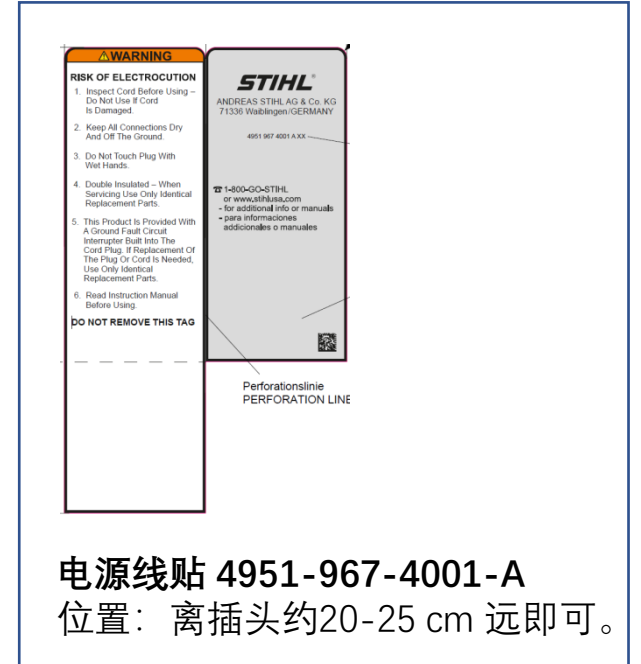 ⚠WARNING
RISK OF ELECTROCUTION
1. Inspect Cord Before Using –
Do Not Use If Cord
Is Damaged.
2. Keep All Connections Dry
And Off The Ground.
3. Do Not Touch Plug With
Wet Hands.
4. Double Insulated – When
Servicing Use Only Identical
Replacement Parts.
5. This Product Is Provided With
A Ground Fault Circuit
Interrupter Built Into The
Cord Plug. If Replacement Of
The Plug Or Cord Is Needed,
Use Only Identical
Replacement Parts.
6. Read Instruction Manual
Before Using.
DO NOT REMOVE THIS TAG
STIHL®
ANDREAS STIHL AG & Co. KG
71336 Waiblingen/GERMANY
4951 967 4001 A XX
☎ 1-800-GO-STIHL
or www.stihlusa.com
- for additional info or manuals
- para informaciones
addicionales o manuales
Perforationslinie
PERFORATION LINE
电源线贴 4951-967-4001-A
位置：离插头约20-25 cm 远即可。